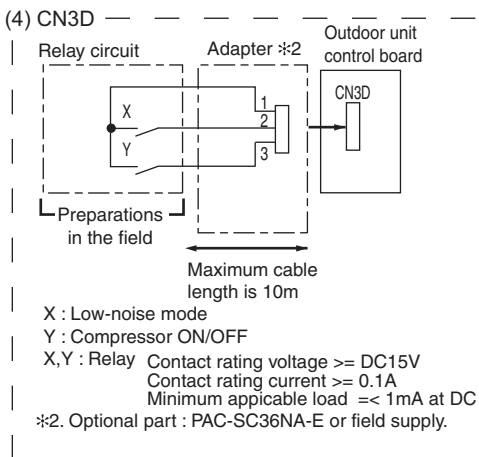 (4) CN3D
Relay circuit
Adapter ✻2
Outdoor unit
control board
X
Y
1
2
3
CN3D
Preparations
in the field
Maximum cable
length is 10m
X : Low-noise mode
Y : Compressor ON/OFF
X,Y : Relay Contact rating voltage >= DC15V
Contact rating current >= 0.1A
Minimum appicable load =< 1mA at DC
✻2. Optional part : PAC-SC36NA-E or field supply.